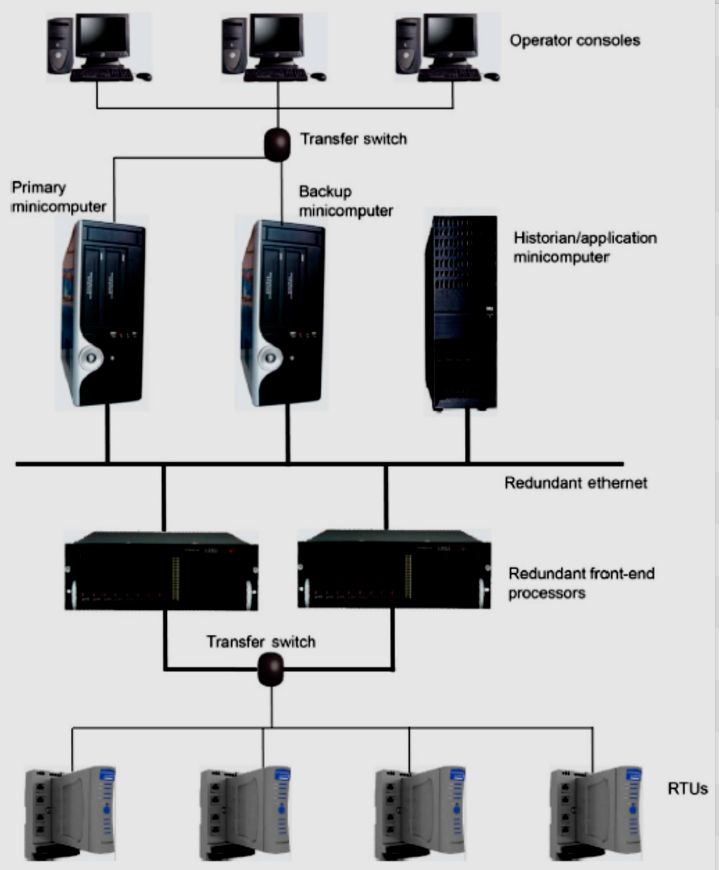 Operator consoles
Transfer switch
Primary
minicomputer
Backup
minicomputer
Historian/application
minicomputer
Redundant ethernet
Redundant front-end
processors
Transfer switch
RTUs